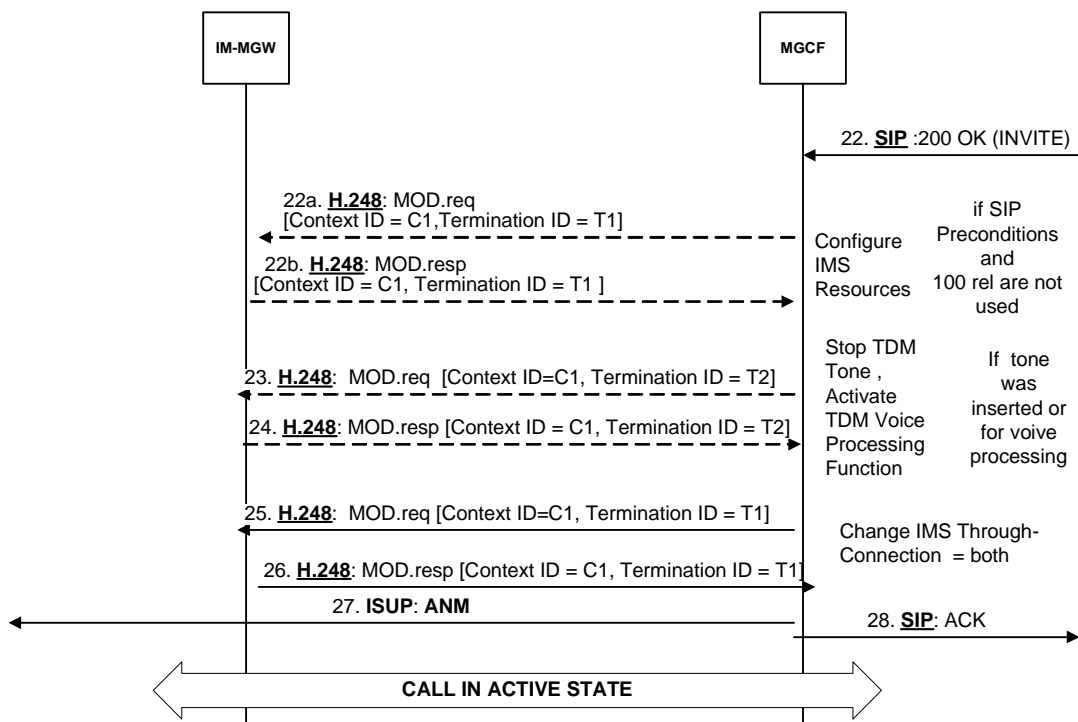 IM-MGW
MGCF
22. SIP :200 OK (INVITE)
22a. H.248: MOD.req
[Context ID = C1,Termination ID = T1]
22b. H.248: MOD.resp
[Context ID = C1, Termination ID = T1 ]
Configure
IMS
Resources
if SIP
Preconditions
and
100 rel are not
used
23. H.248:  MOD.req  [Context ID=C1, Termination ID = T2]
24. H.248: MOD.resp [Context ID = C1, Termination ID = T2]
Stop TDM
Tone ,
Activate
TDM Voice
Processing
Function
If  tone
was
inserted or
for voive
processing
25. H.248:  MOD.req [Context ID=C1, Termination ID = T1]
26. H.248: MOD.resp [Context ID = C1, Termination ID = T1]
Change IMS Through-
Connection  = both
27. ISUP: ANM
28. SIP: ACK
CALL IN ACTIVE STATE